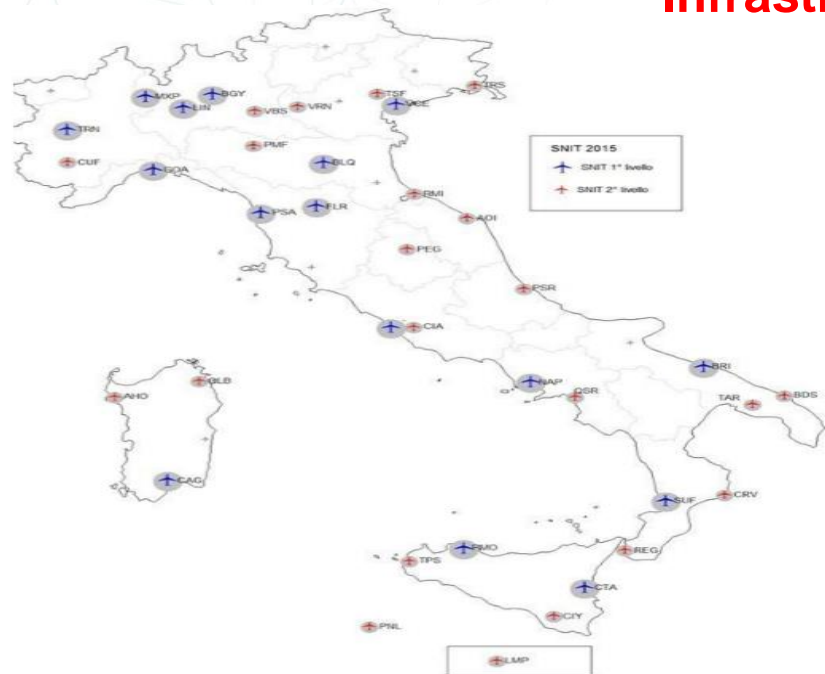 Infrast
TRS
BGY
TSF
MXP
VCE
LIN
VRN
VBS
TRN
PMF
SNIT 2015
CUF
BLQ
SNIT 1° livello
GOA
SNIT 2° livello
RMI
FLR
PSA
AOI
PEG
PSR
CIA
BRI
OLB
NAP
AHO
QSR
BDS
TAR
CAG
CRV
SUF
PMO
REG
TPS
CTA
CIY
PNL
LMP